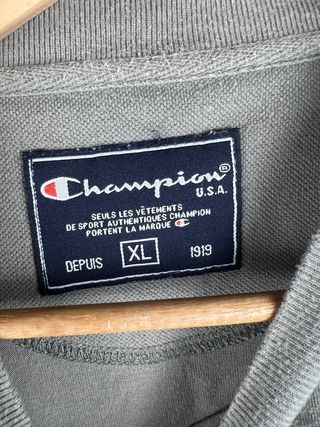 Champion®
U.S.A.
SEULS LES VÊTEMENTS
DE SPORT AUTHENTIQUES CHAMPION
PORTENT LA MARQUE
DEPUIS XL 1919